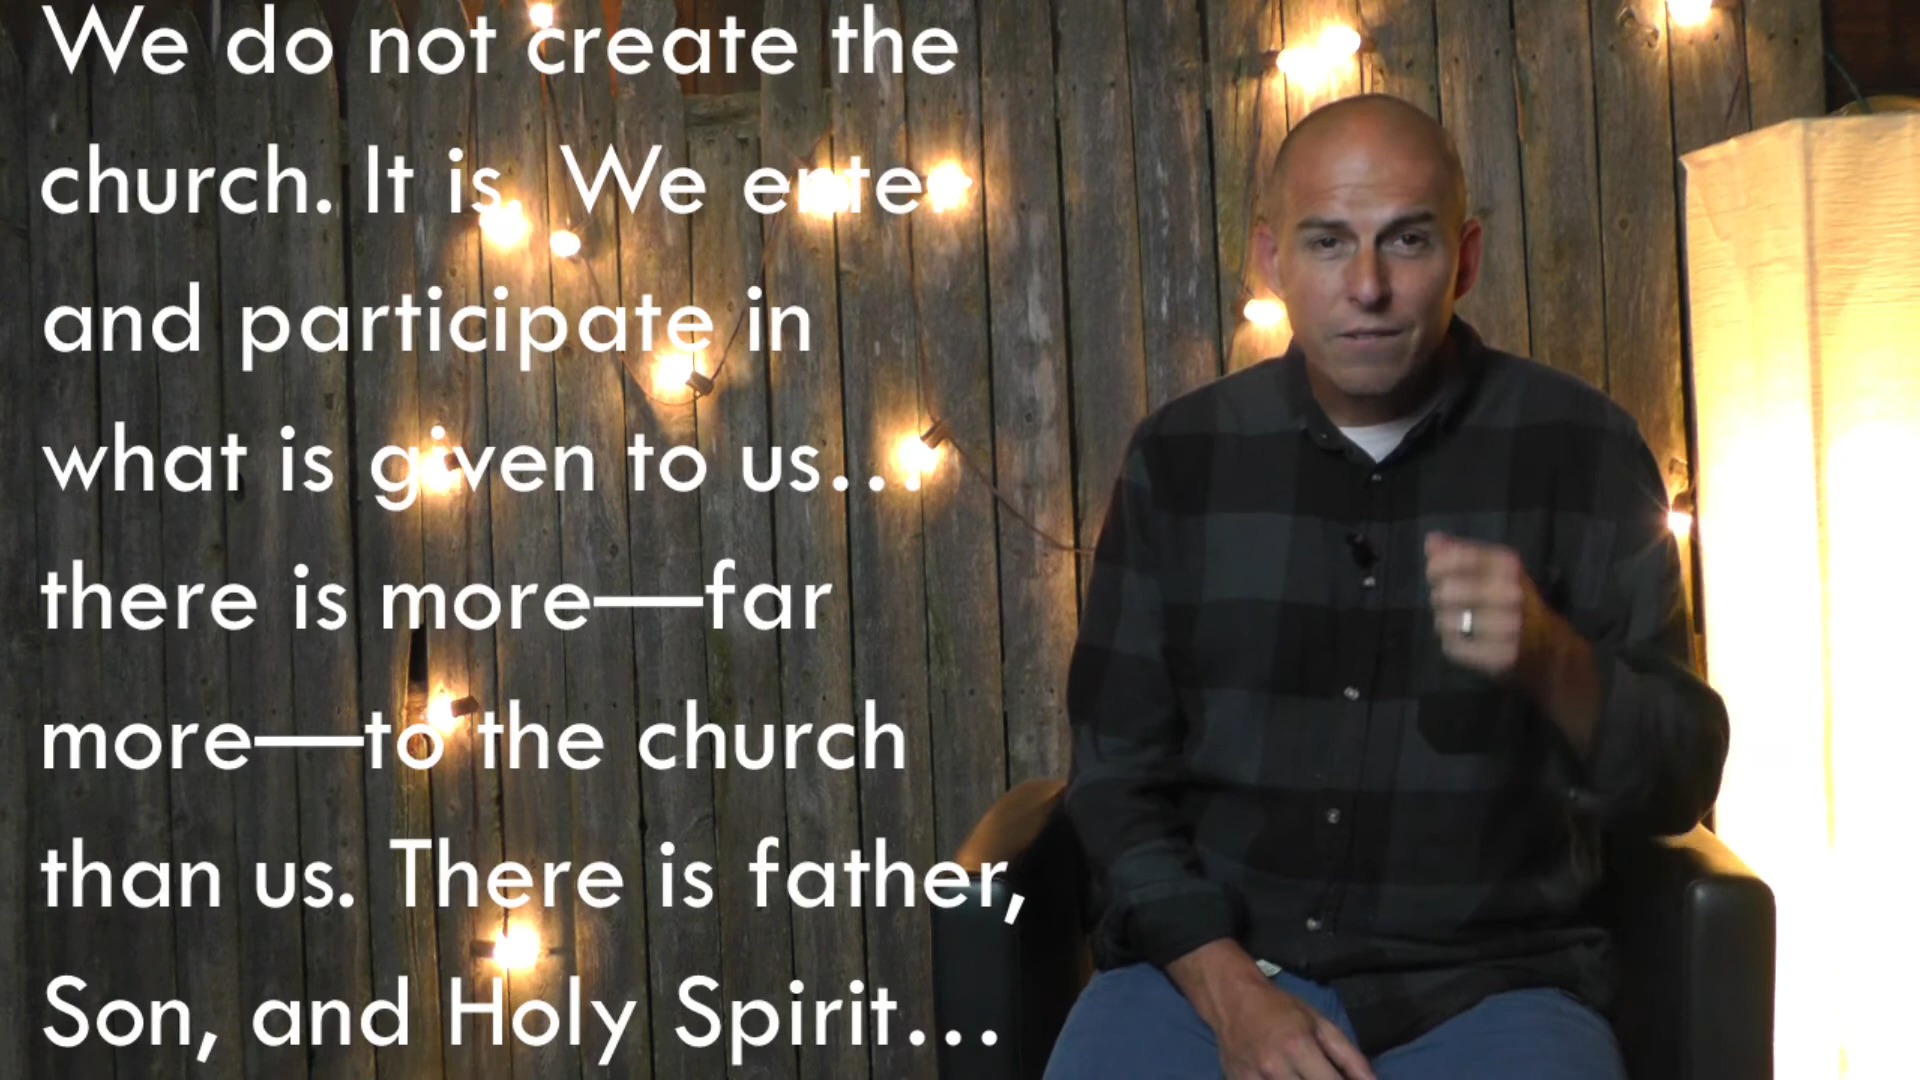 We do not create the
church. It is. We enter
and participate in
what is given to us…
there is more—far
more—to the church
than us. There is father,
Son, and Holy Spirit…